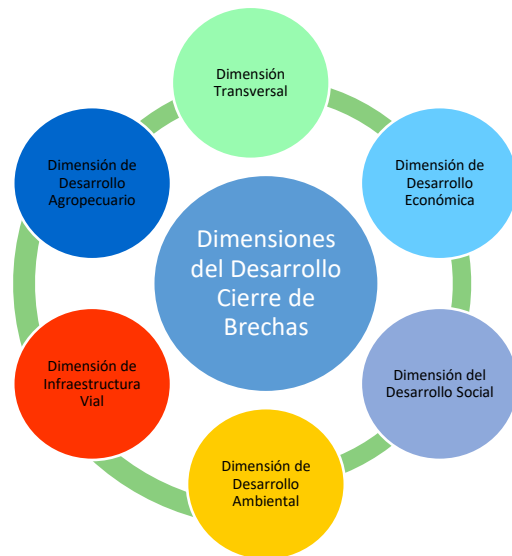 Dimensión
Transversal
Dimensión de
Desarrollo
Económica
Dimensión del
Desarrollo Social
Dimensión de
Desarrollo
Ambiental
Dimensión de
Infraestructura
Vial
Dimensión de
Desarrollo
Agropecuario
Dimensiones
del Desarrollo
Cierre de
Brechas